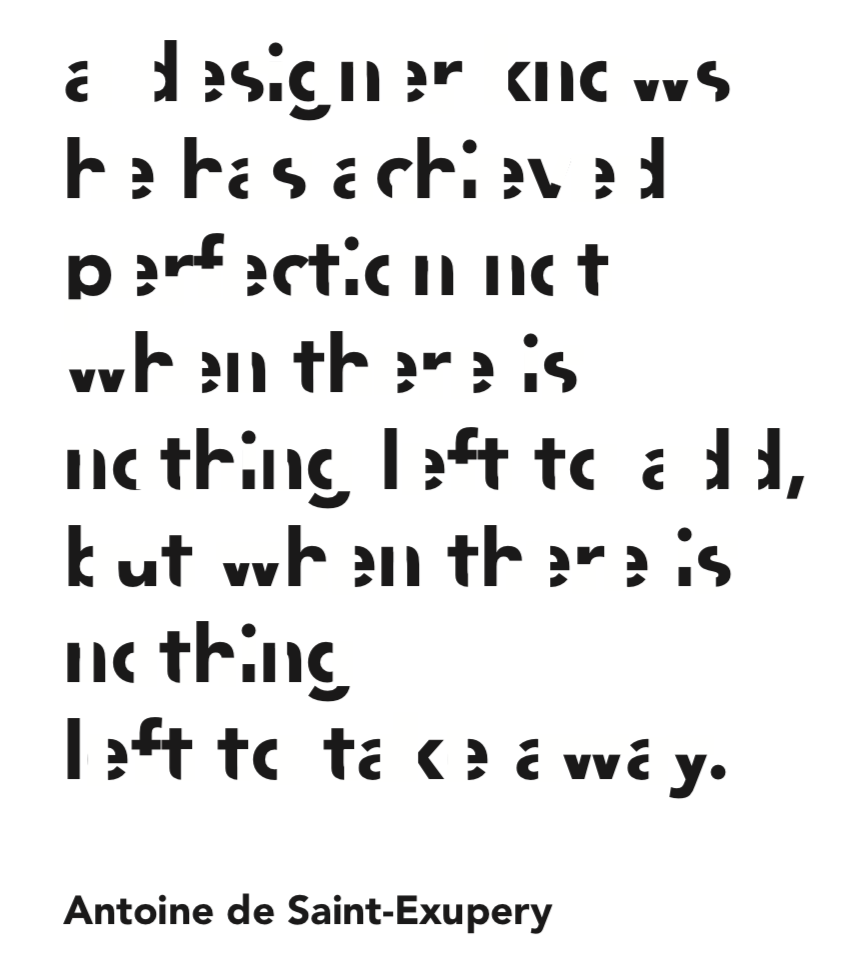 a designer knows
he has achieved
perfection not
when there is
nothing left to add,
but when there is
nothing
left to take away.
Antoine de Saint-Exupery